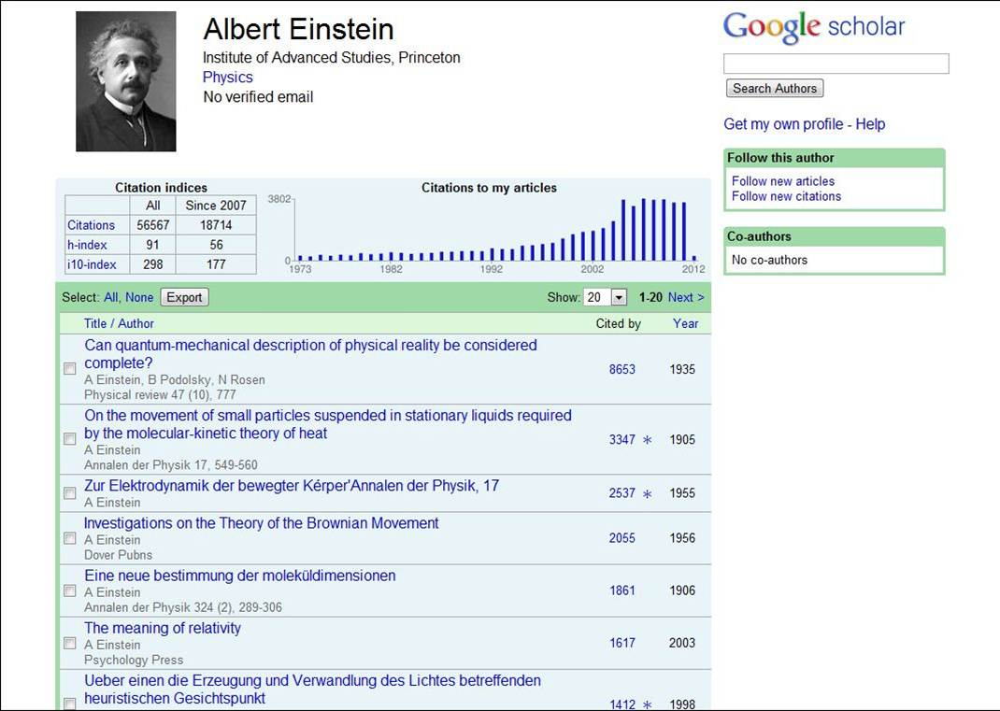 Albert Einstein
Institute of Advanced Studies, Princeton
Physics
No verified email
Google scholar
Search Authors
Get my own profile - Help
Follow this author
Follow new articles
Follow new citations
Co-authors
No co-authors
Citation indices
All Since 2007
Citations 56567 18714
h-index 91 56
i10-index 298 177
Citations to my articles
3802
0
1973 1982 1992 2002 2012
Select: All, None Export Show: 20 1-20 Next >
Title / Author Cited by Year
Can quantum-mechanical description of physical reality be considered
complete?
A Einstein, B Podolsky, N Rosen
Physical review 47 (10), 777
8653 1935
On the movement of small particles suspended in stationary liquids required
by the molecular-kinetic theory of heat
A Einstein
Annalen der Physik 17, 549-560
3347 * 1905
Zur Elektrodynamik der bewegter Kérper'Annalen der Physik, 17
A Einstein
2537 * 1955
Investigations on the Theory of the Brownian Movement
A Einstein
Dover Pubns
2055 1956
Eine neue bestimmung der moleküldimensionen
A Einstein
Annalen der Physik 324 (2), 289-306
1861 1906
The meaning of relativity
A Einstein
Psychology Press
1617 2003
Ueber einen die Erzeugung und Verwandlung des Lichtes betreffenden
heuristischen Gesichtspunkt
1412 * 1998